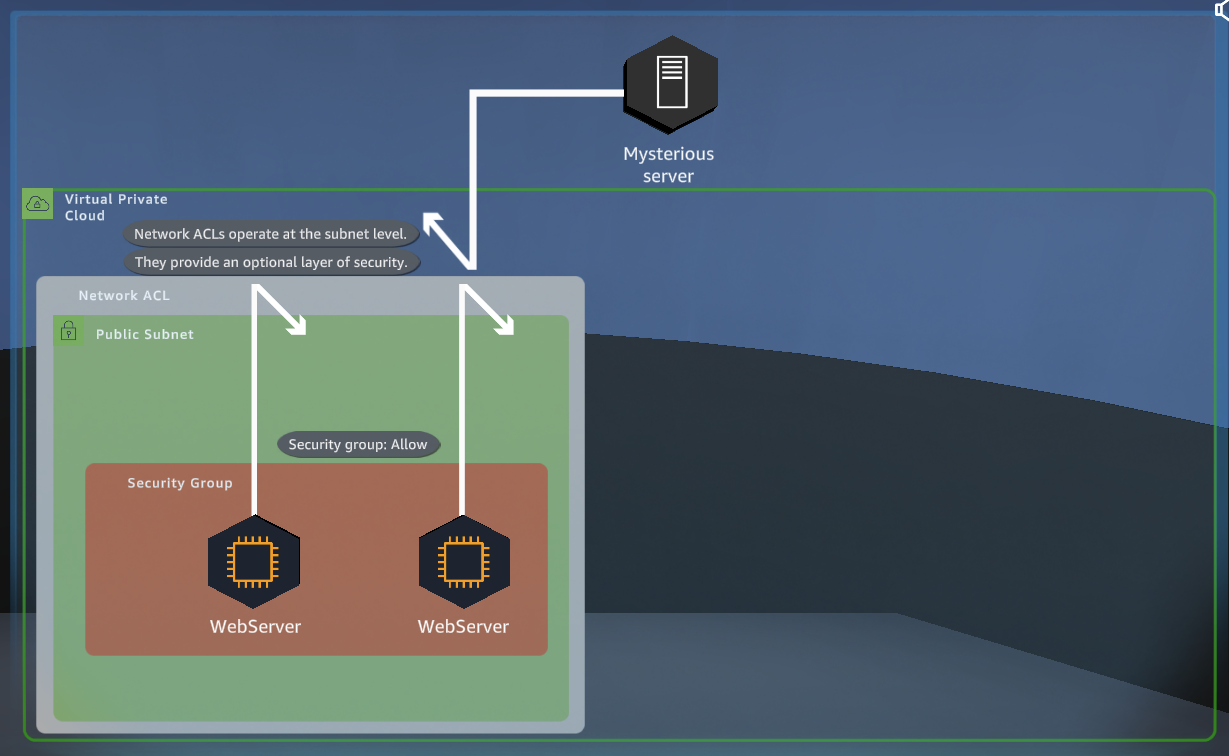 Mysterious
server
Virtual Private
Cloud
Network ACLs operate at the subnet level.
They provide an optional layer of security.
Network ACL
Public Subnet
Security group: Allow
Security Group
WebServer
WebServer